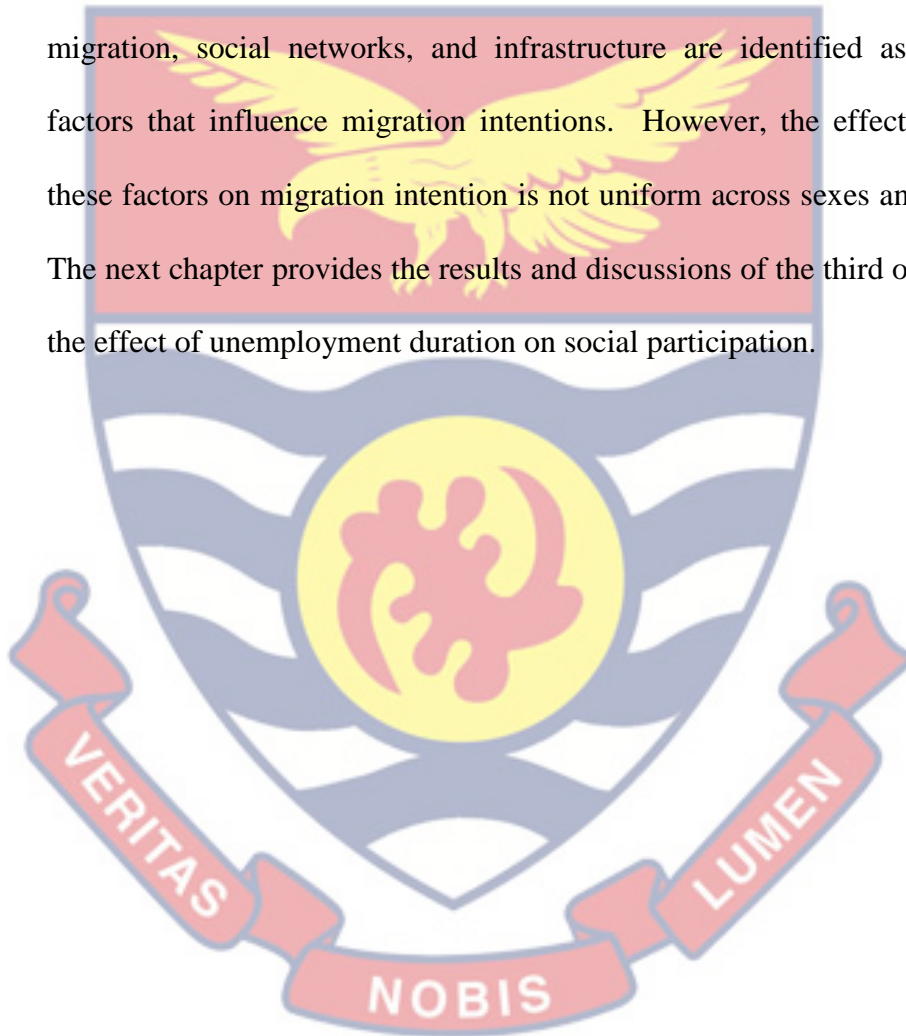 migration, social networks, and infrastructure are identified as
factors that influence migration intentions. However, the effect
these factors on migration intention is not uniform across sexes an
The next chapter provides the results and discussions of the third o
the effect of unemployment duration on social participation.
VERITAS
NOBIS
LUMEN